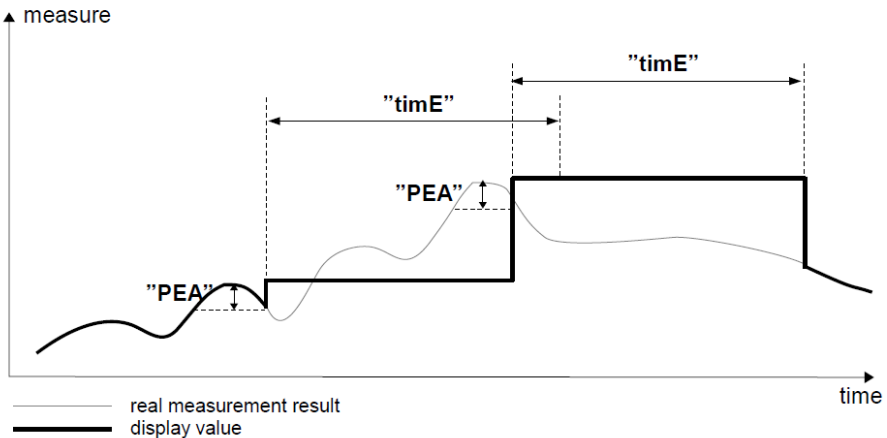 measure
”timE”
”timE”
”PEA”
”PEA”
time
real measurement result
display value